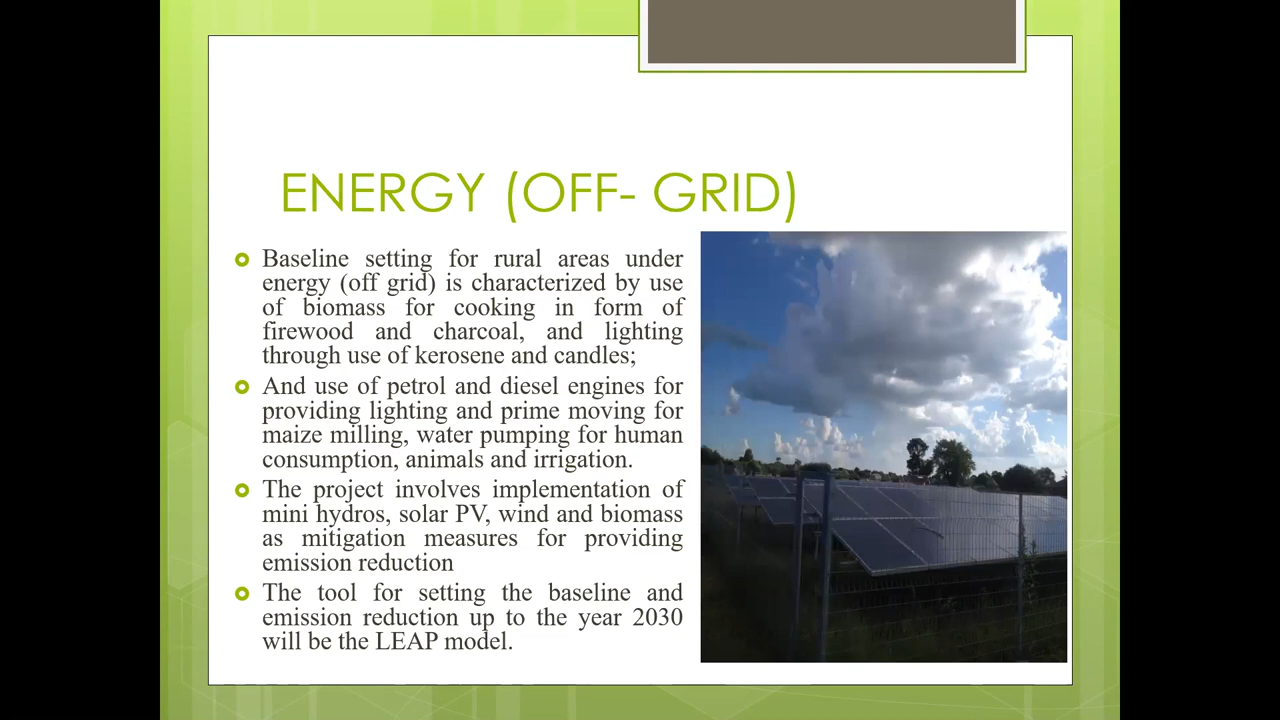 ENERGY (OFF- GRID)
Baseline setting for rural areas under
energy (off grid) is characterized by use
of biomass for cooking in form of
firewood and charcoal, and lighting
through use of kerosene and candles;
And use of petrol and diesel engines for
providing lighting and prime moving for
maize milling, water pumping for human
consumption, animals and irrigation.
The project involves implementation of
mini hydros, solar PV, wind and biomass
as mitigation measures for providing
emission reduction
The tool for setting the baseline and
emission reduction up to the year 2030
will be the LEAP model.